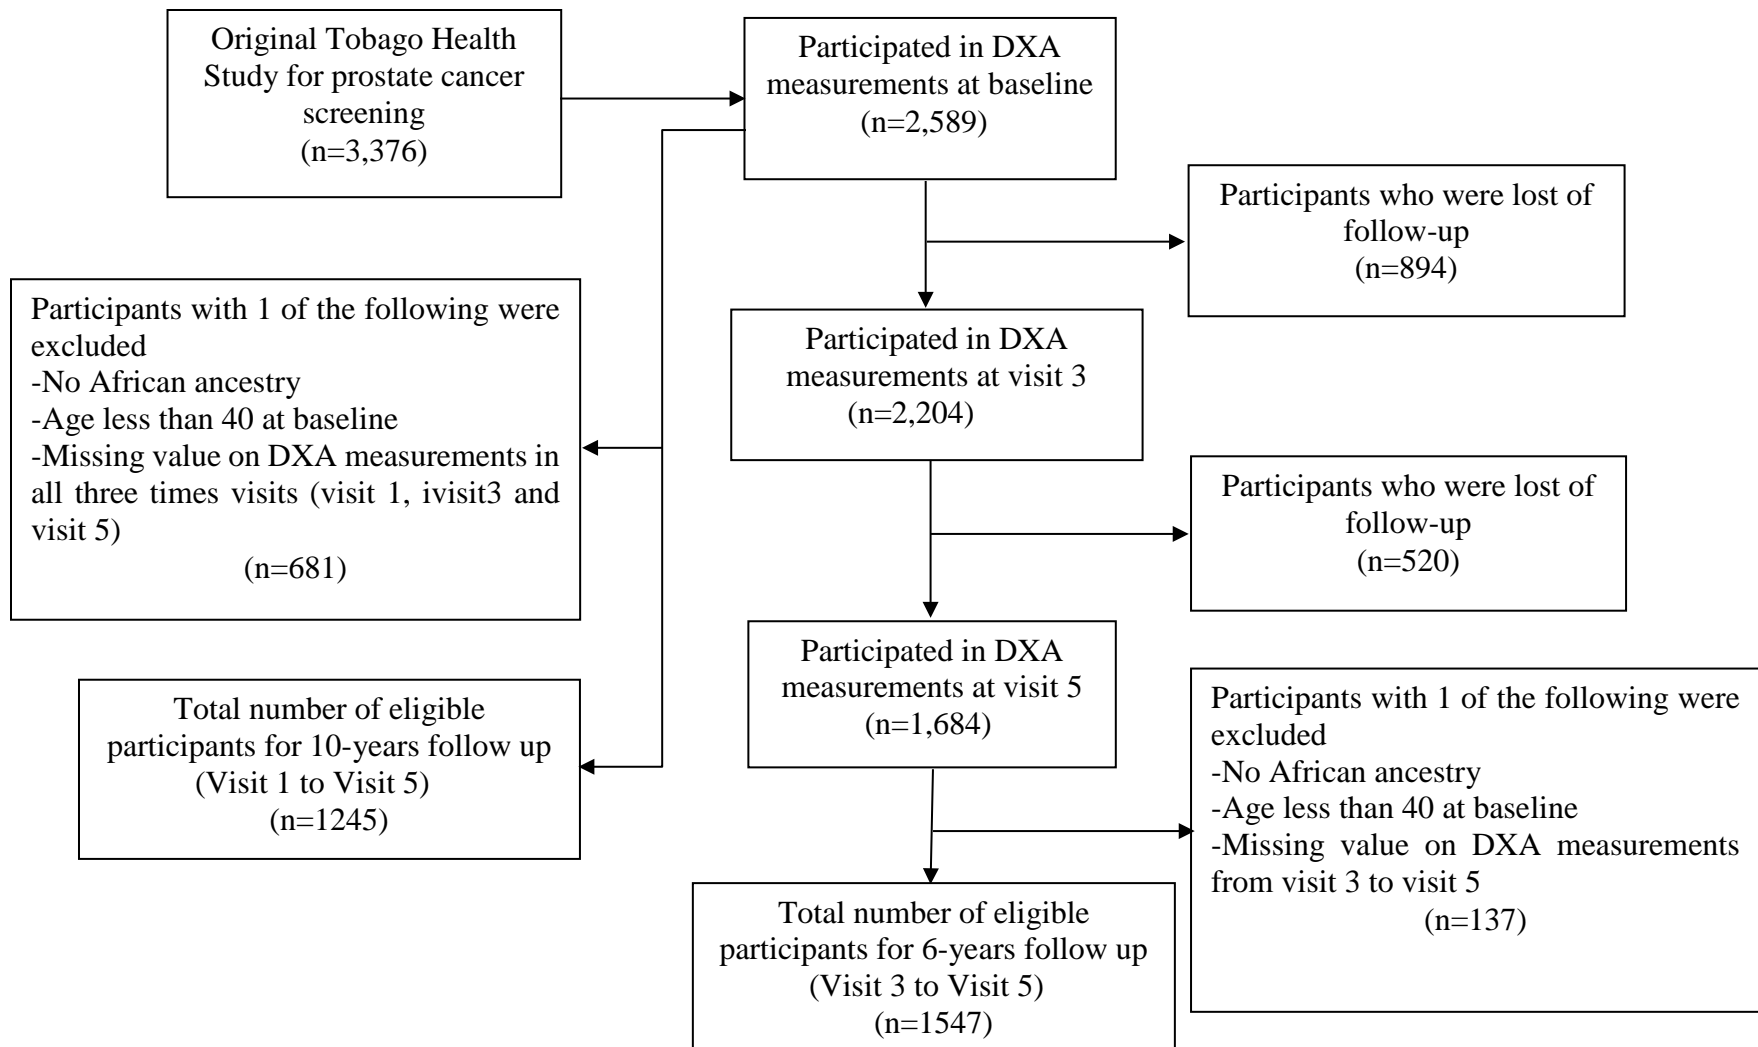 Original Tobago Health
Study for prostate cancer
screening
(n=3,376)
Participated in DXA
measurements at baseline
(n=2,589)
Participants who were lost of
follow-up
(n=894)
Participants with 1 of the following were
excluded
-No African ancestry
-Age less than 40 at baseline
-Missing value on DXA measurements in
all three times visits (visit 1, ivisit3 and
visit 5)
(n=681)
Participated in DXA
measurements at visit 3
(n=2,204)
Participants who were lost of
follow-up
(n=520)
Participated in DXA
measurements at visit 5
(n=1,684)
Total number of eligible
participants for 10-years follow up
(Visit 1 to Visit 5)
(n=1245)
Participants with 1 of the following were
excluded
-No African ancestry
-Age less than 40 at baseline
-Missing value on DXA measurements
from visit 3 to visit 5
(n=137)
Total number of eligible
participants for 6-years follow up
(Visit 3 to Visit 5)
(n=1547)